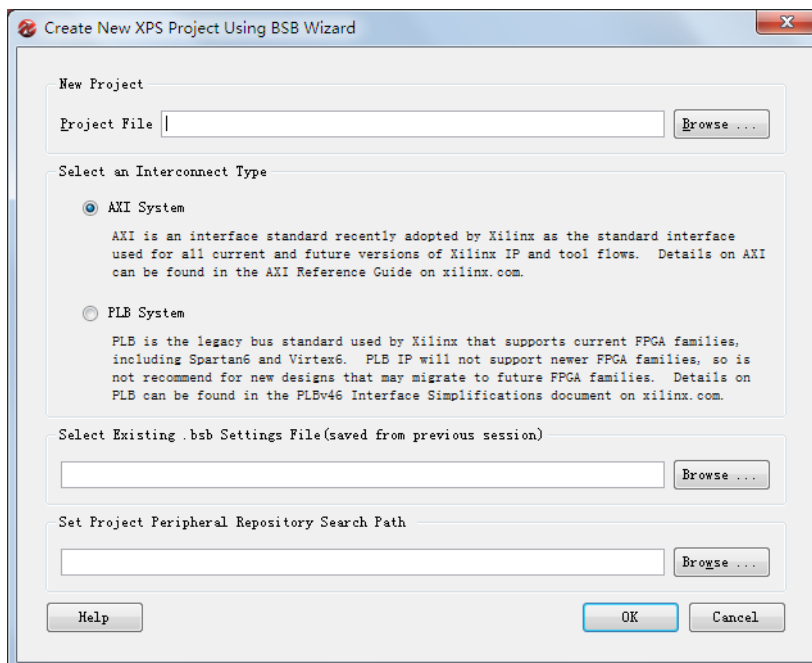 Create New XPS Project Using BSB Wizard
New Project
Project File
Browse ...
Select an Interconnect Type
AXI System
AXI is an interface standard recently adopted by Xilinx as the standard interface
used for all current and future versions of Xilinx IP and tool flows.  Details on AXI
can be found in the AXI Reference Guide on xilinx.com.
PLB System
PLB is the legacy bus standard used by Xilinx that supports current FPGA families,
including Spartan6 and Virtex6.  PLB IP will not support newer FPGA families, so is
not recommend for new designs that may migrate to future FPGA families.  Details on
PLB can be found in the PLBv46 Interface Simplifications document on xilinx.com.
Select Existing .bsb Settings File(saved from previous session)
Browse ...
Set Project Peripheral Repository Search Path
Browse ...
Help
OK
Cancel